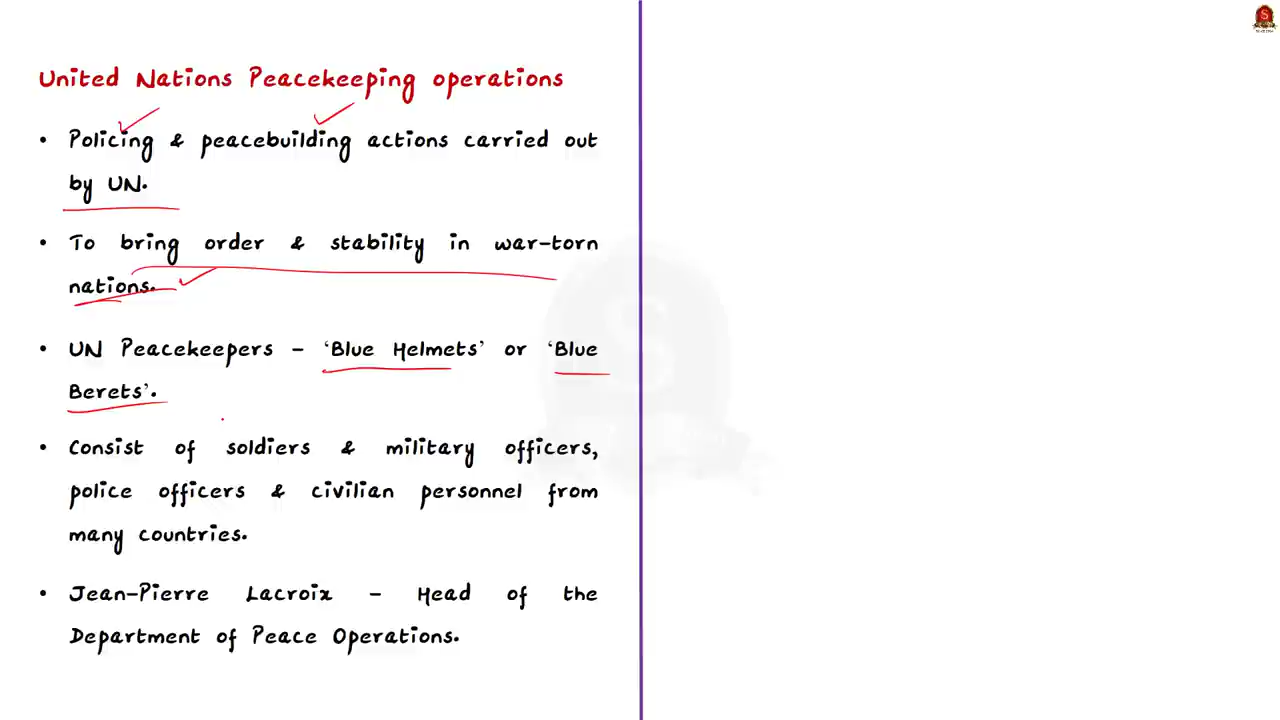 United Nations Peacekeeping operations
• Policing & peacebuilding actions carried out
by UN.
• To bring order & stability in war-torn
nations.
• UN Peacekeepers – ‘Blue Helmets’ or ‘Blue
Berets’.
• Consist of soldiers & military officers,
police officers & civilian personnel from
many countries.
• Jean-Pierre Lacroix – Head of the
Department of Peace Operations.